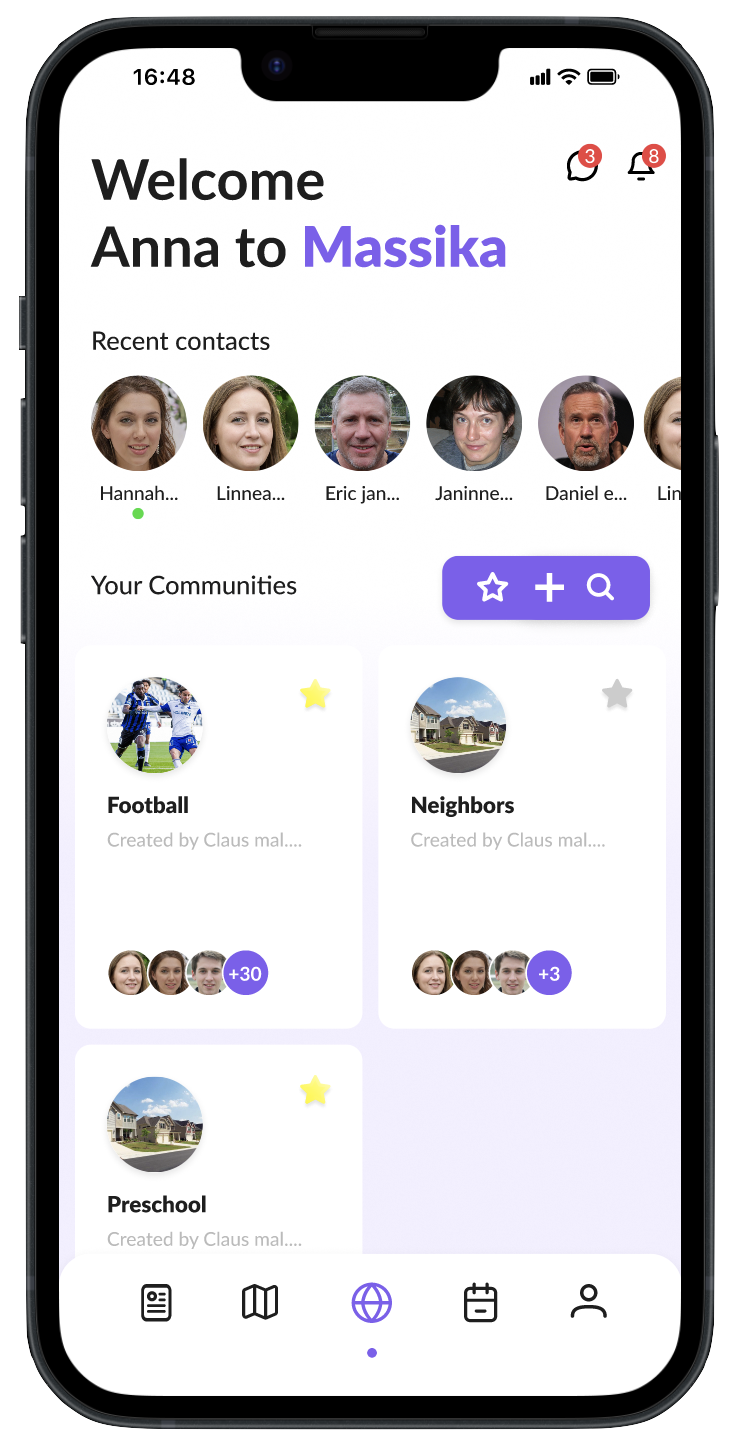 16:48
3
8
Welcome
Anna to Massika
Recent contacts
Hannah...
Linnea...
Eric jan...
Janinne...
Daniel e...
Lin
Your Communities
Football
Created by Claus mal....
+30
Neighbors
Created by Claus mal....
+3
Preschool
Created by Claus mal....